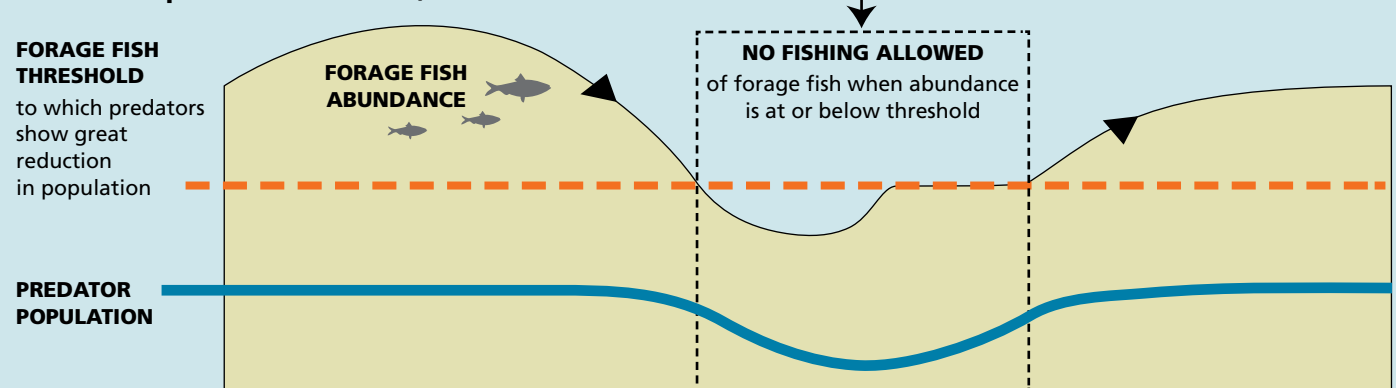 FORAGE FISH
THRESHOLD
to which predators
show great
reduction
in population
FORAGE FISH
ABUNDANCE
NO FISHING ALLOWED
of forage fish when abundance
is at or below threshold
PREDATOR
POPULATION